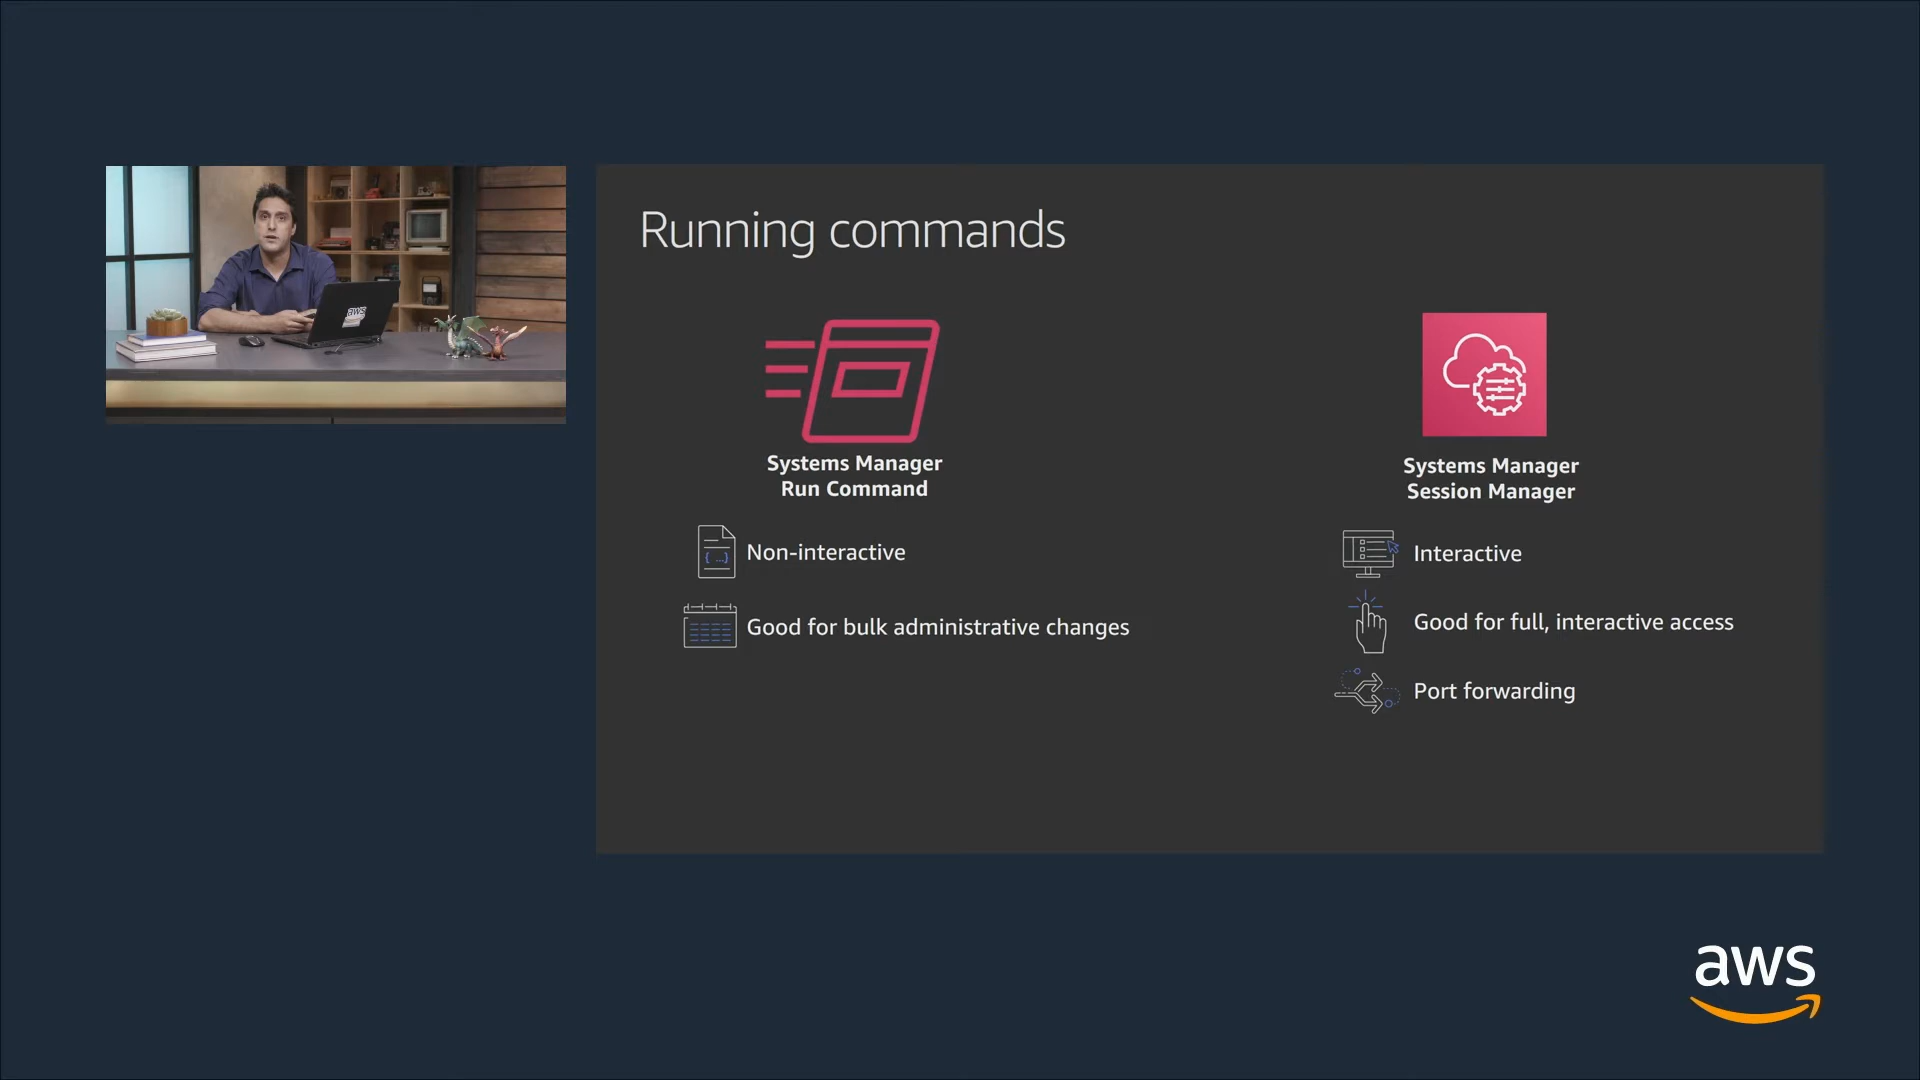 Running commands
Systems Manager
Run Command
Non-interactive
Good for bulk administrative changes
Systems Manager
Session Manager
Interactive
Good for full, interactive access
Port forwarding
aws
aws
{...}